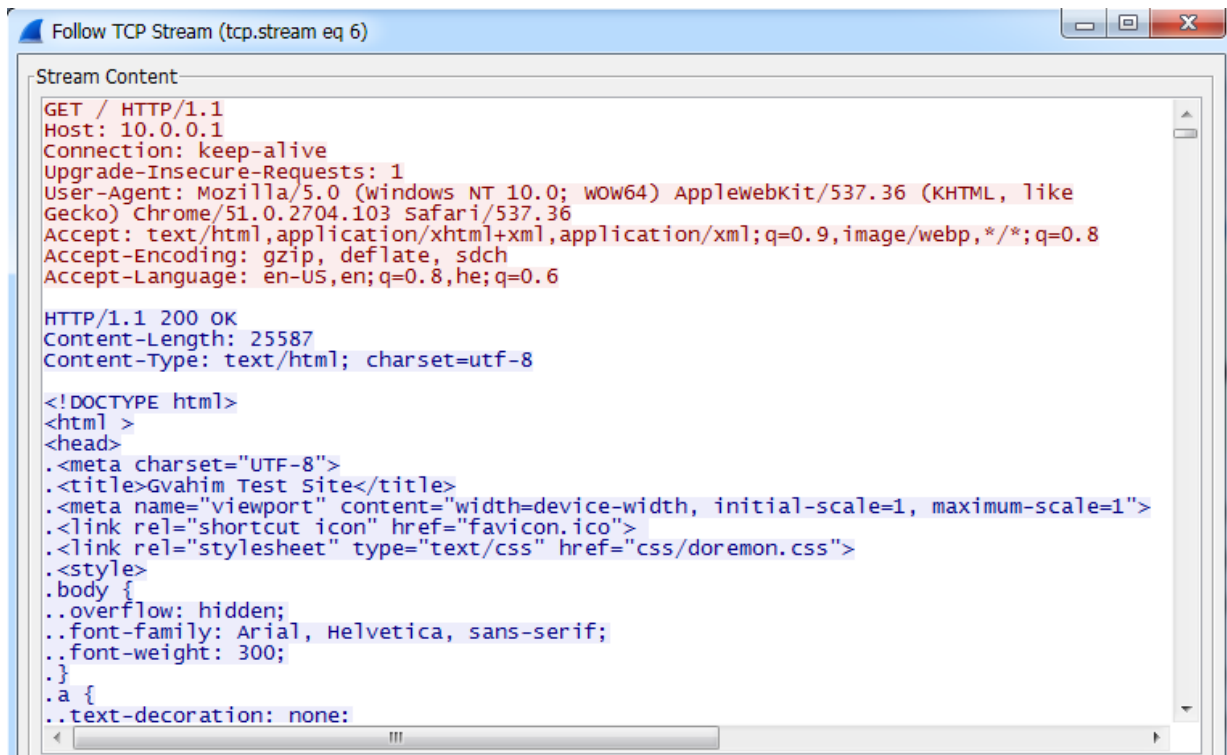 Follow TCP Stream (tcp.stream eq 6)
Stream Content
GET / HTTP/1.1
Host: 10.0.0.1
Connection: keep-alive
Upgrade-Insecure-Requests: 1
User-Agent: Mozilla/5.0 (Windows NT 10.0; WOW64) AppleWebKit/537.36 (KHTML, like
Gecko) Chrome/51.0.2704.103 Safari/537.36
Accept: text/html,application/xhtml+xml,application/xml;q=0.9,image/webp,*/*;q=0.8
Accept-Encoding: gzip, deflate, sdch
Accept-Language: en-US,en;q=0.8,he;q=0.6
HTTP/1.1 200 OK
Content-Length: 25587
Content-Type: text/html; charset=utf-8
<!DOCTYPE html>
<html >
<head>
.<meta charset="UTF-8">
.<title>Gvahim Test Site</title>
.<meta name="viewport" content="width=device-width, initial-scale=1, maximum-scale=1">
.<link rel="shortcut icon" href="favicon.ico">
.<link rel="stylesheet" type="text/css" href="css/doremon.css">
.<style>
.body {
..overflow: hidden;
..font-family: Arial, Helvetica, sans-serif;
..font-weight: 300;
.}
.a {
..text-decoration: none: